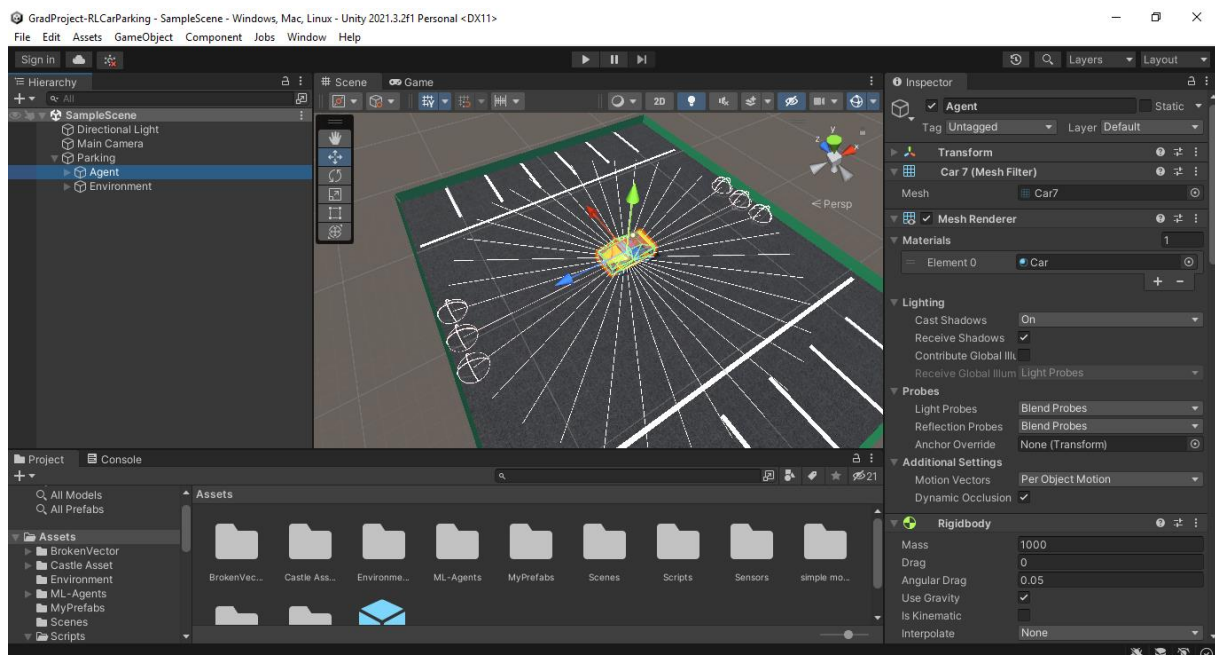 GradProject-RLCarParking - SampleScene - Windows, Mac, Linux - Unity 2021.3.2f1 Personal <DX11>
File Edit Assets GameObject Component Jobs Window Help
Sign in
Layers
Layout
Hierarchy
All
SampleScene
Directional Light
Main Camera
Parking
Agent
Environment
Scene Game
2D
y
z
x
Persp
Inspector
Agent
Static
Tag Untagged Layer Default
Transform
Car 7 (Mesh Filter)
Mesh Car7
Mesh Renderer
Materials 1
Element 0 Car
Lighting
Cast Shadows On
Receive Shadows
Contribute Global Illu
Receive Global Illum Light Probes
Probes
Light Probes Blend Probes
Reflection Probes Blend Probes
Anchor Override None (Transform)
Additional Settings
Motion Vectors Per Object Motion
Dynamic Occlusion
Rigidbody
Mass 1000
Drag 0
Angular Drag 0.05
Use Gravity
Is Kinematic
Interpolate None
Project Console
21
All Models
All Prefabs
Assets
BrokenVector
Castle Asset
Environment
ML-Agents
MyPrefabs
Scenes
Scripts
Assets
BrokenVec... Castle Ass... Environme... ML-Agents MyPrefabs Scenes Scripts Sensors simple mo...